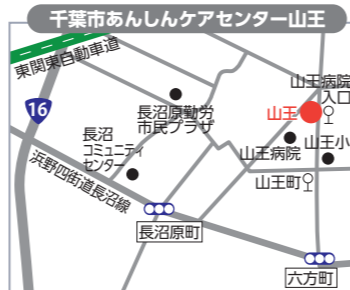 千葉市あんしんケアセンター山王
東関東自動車道
16
山王病院
入口
山王
長沼原勤労
市民プラザ
長沼
コミュニティ
センター
山王病院
山王小
山王町
浜野四街道長沼線
長沼原町
六方町